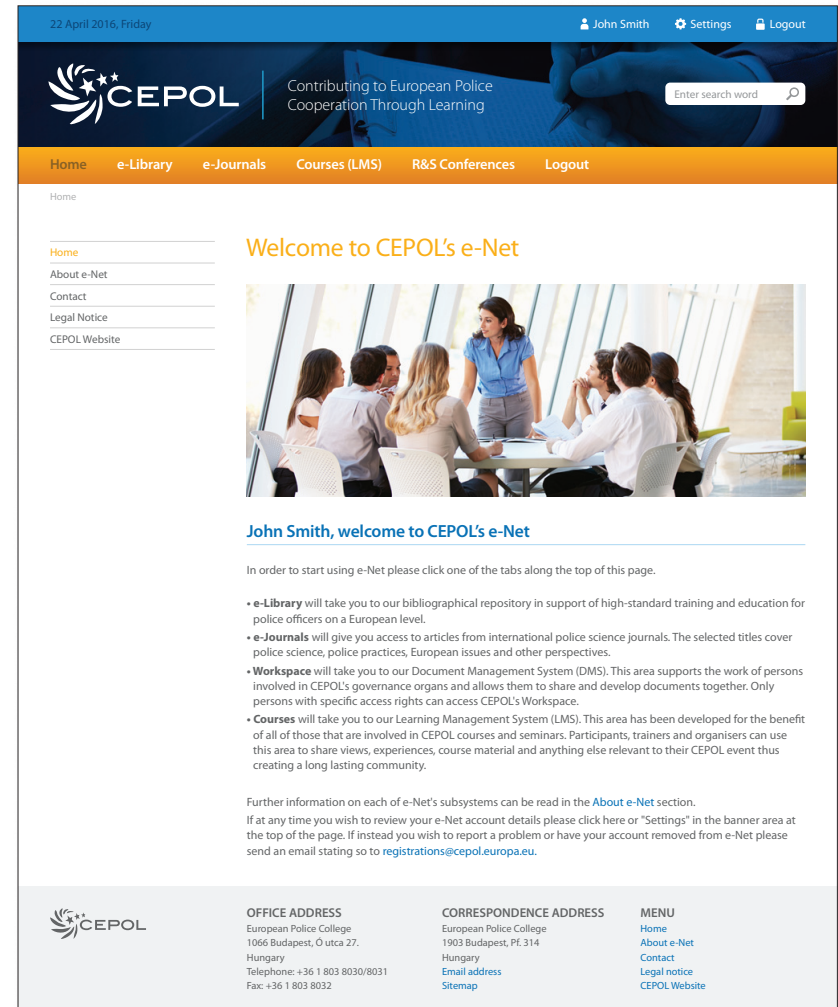 22 April 2016, Friday
John Smith
Settings
Logout
CEPOL
Contributing to European Police
Cooperation Through Learning
Enter search word
Home
e-Library
e-Journals
Courses (LMS)
R&S Conferences
Logout
Home
Home
About e-Net
Contact
Legal Notice
CEPOL Website
Welcome to CEPOL's e-Net
John Smith, welcome to CEPOL's e-Net
In order to start using e-Net please click one of the tabs along the top of this page.
• e-Library will take you to our bibliographical repository in support of high-standard training and education for
police officers on a European level.
• e-Journals will give you access to articles from international police science journals. The selected titles cover
police science, police practices, European issues and other perspectives.
• Workspace will take you to our Document Management System (DMS). This area supports the work of persons
involved in CEPOL's governance organs and allows them to share and develop documents together. Only
persons with specific access rights can access CEPOL's Workspace.
• Courses will take you to our Learning Management System (LMS). This area has been developed for the benefit
of all of those that are involved in CEPOL courses and seminars. Participants, trainers and organisers can use
this area to share views, experiences, course material and anything else relevant to their CEPOL event thus
creating a long lasting community.
Further information on each of e-Net's subsystems can be read in the About e-Net section.
If at any time you wish to review your e-Net account details please click here or "Settings" in the banner area at
the top of the page. If instead you wish to report a problem or have your account removed from e-Net please
send an email stating so to registrations@cepol.europa.eu.
CEPOL
OFFICE ADDRESS
European Police College
1066 Budapest, Ó utca 27.
Hungary
Telephone: +36 1 803 8030/8031
Fax: +36 1 803 8032
CORRESPONDENCE ADDRESS
European Police College
1903 Budapest, Pf. 314
Hungary
Email address
Sitemap
MENU
Home
About e-Net
Contact
Legal notice
CEPOL Website